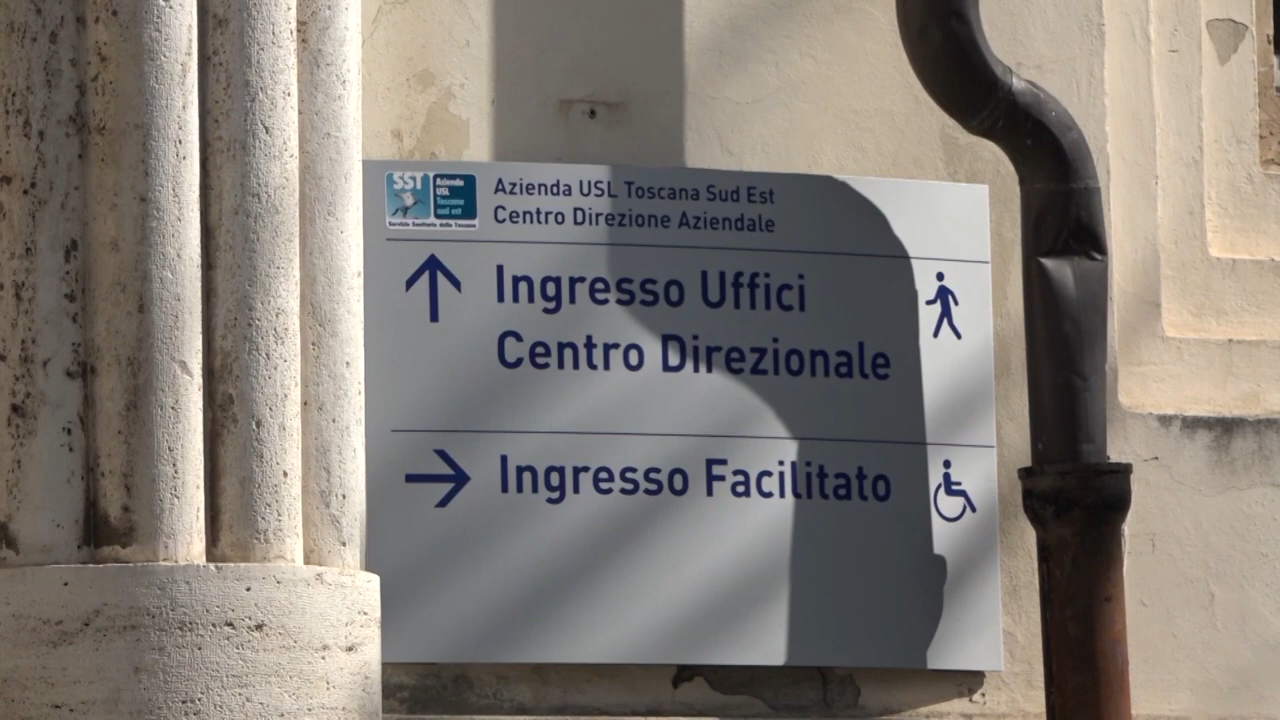 SST
Azienda
USL
Toscana
sud est
Servizio Sanitario della Toscana
Azienda USL Toscana Sud Est
Centro Direzione Aziendale
Ingresso Uffici
Centro Direzionale
Ingresso Facilitato